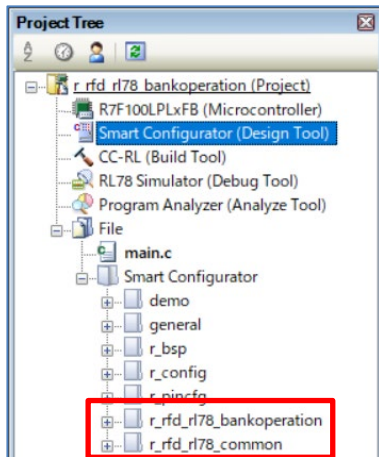 Project Tree
r_rfd_rl78_bankoperation (Project)
R7F100LPLxFB (Microcontroller)
Smart Configurator (Design Tool)
CC-RL (Build Tool)
RL78 Simulator (Debug Tool)
Program Analyzer (Analyze Tool)
File
main.c
Smart Configurator
demo
general
r_bsp
r_config
r_pincfg
r_rfd_rl78_bankoperation
r_rfd_rl78_common